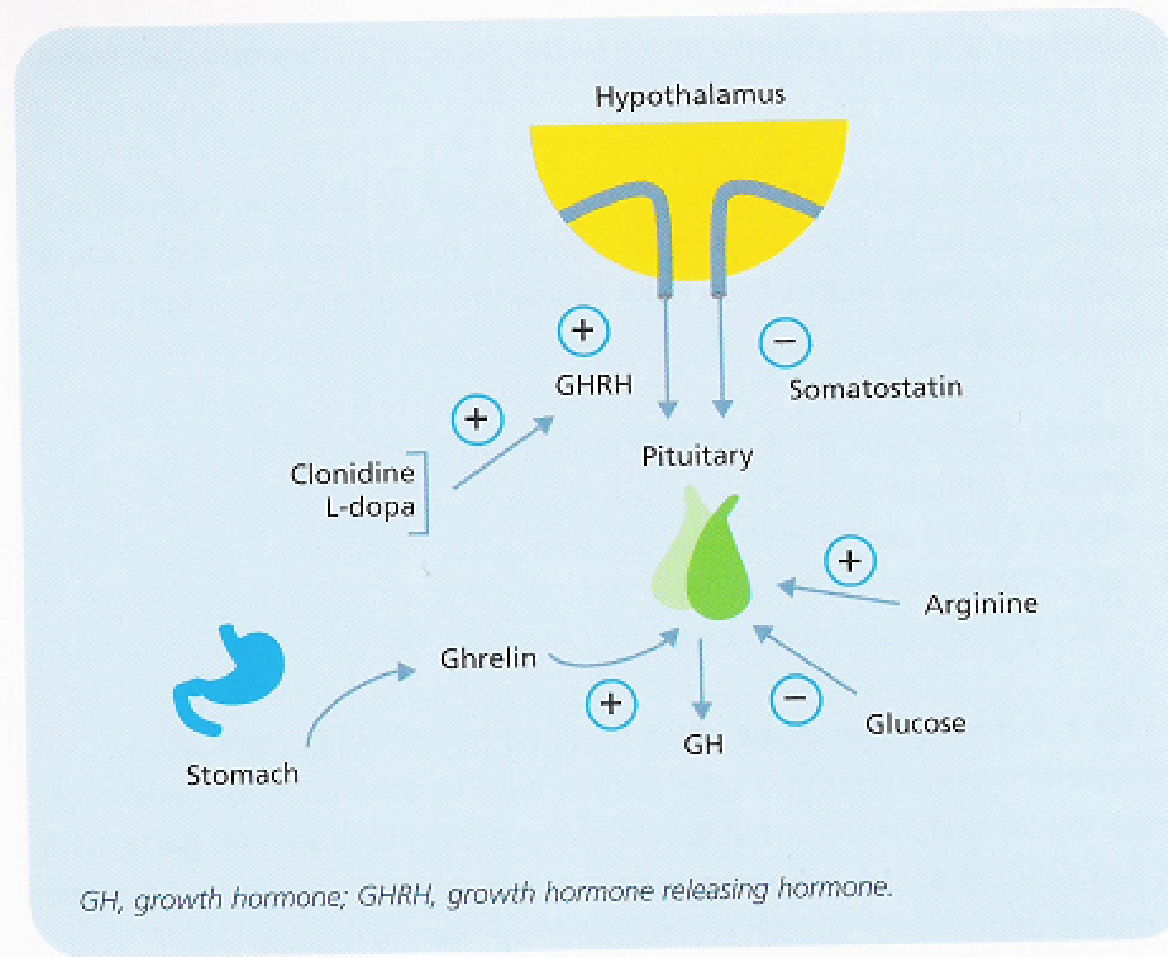 Hypothalamus
+
−
GHRH
Somatostatin
+
Pituitary
Clonidine
L-dopa
+
Arginine
Ghrelin
+
−
Glucose
GH
Stomach
GH, growth hormone; GHRH, growth hormone releasing hormone.